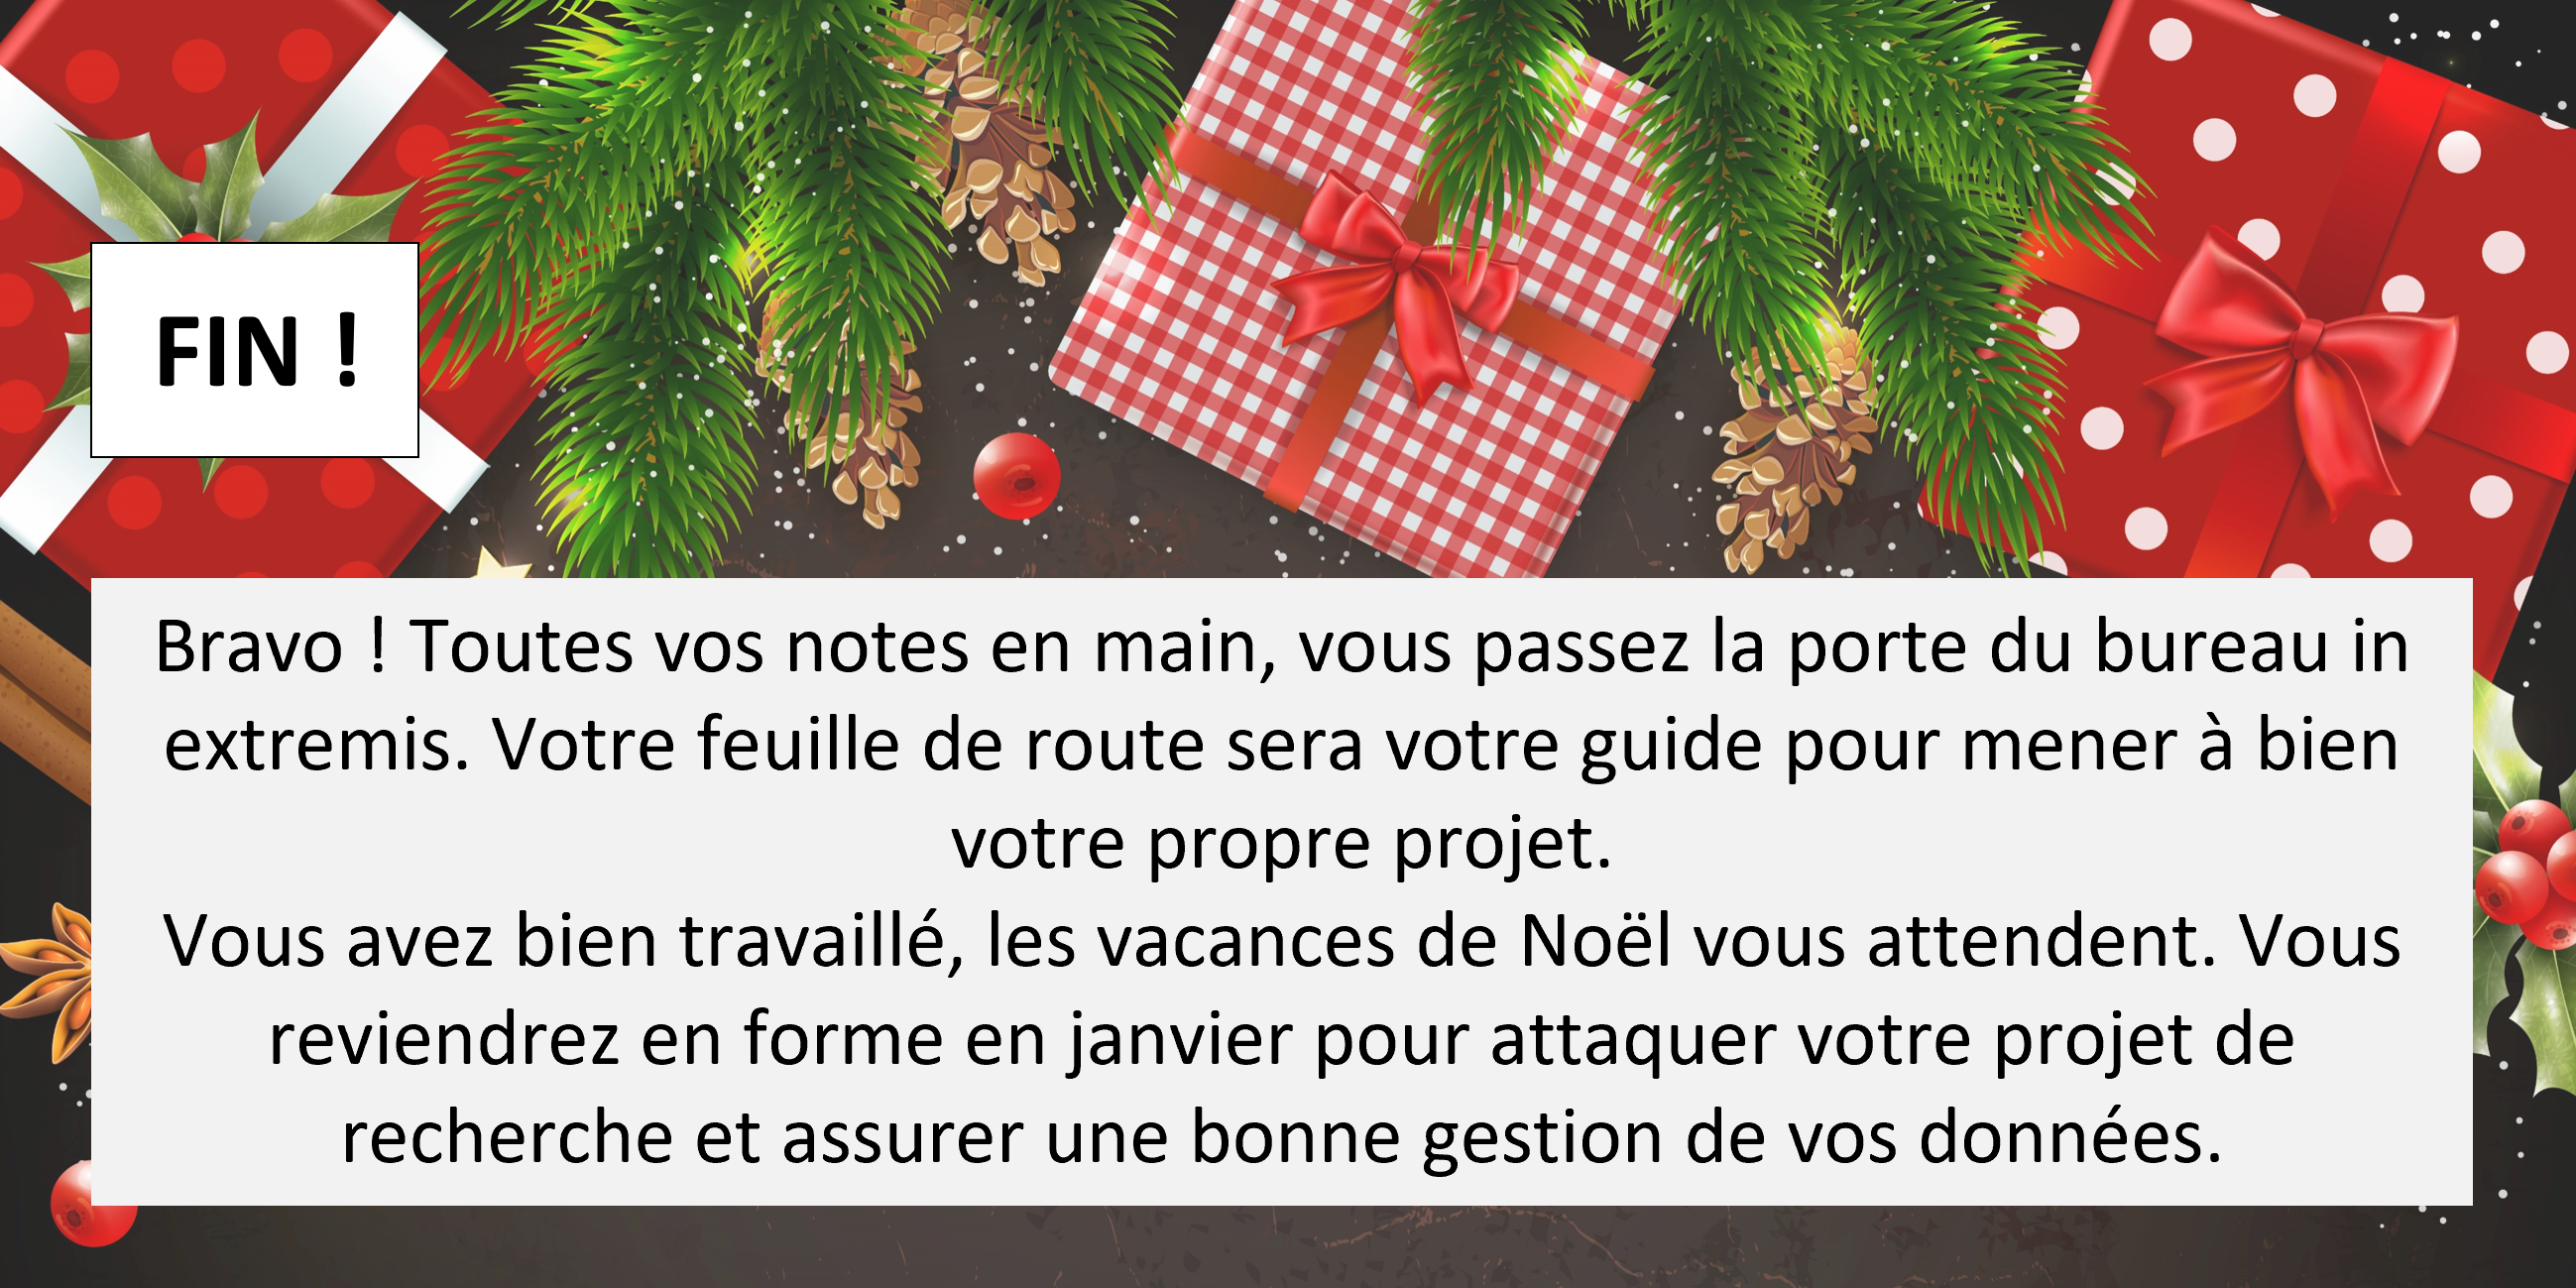 FIN !
Bravo ! Toutes vos notes en main, vous passez la porte du bureau in
extremis. Votre feuille de route sera votre guide pour mener à bien
votre propre projet.
Vous avez bien travaillé, les vacances de Noël vous attendent. Vous
reviendrez en forme en janvier pour attaquer votre projet de
recherche et assurer une bonne gestion de vos données.